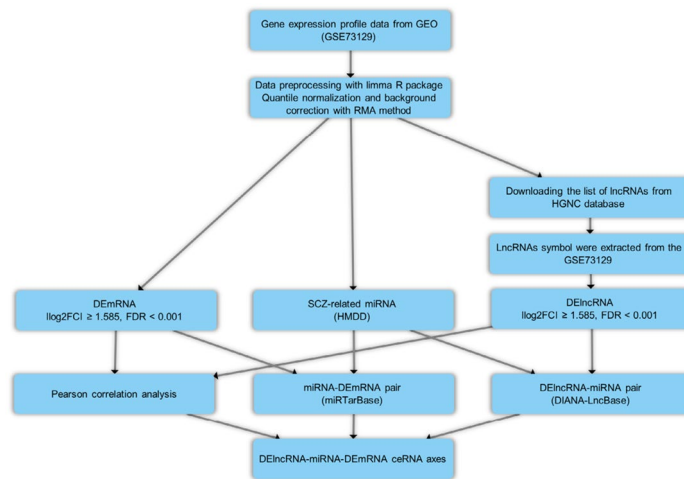 Gene expression profile data from GEO
(GSE73129)
Data preprocessing with limma R package
Quantile normalization and background
correction with RMA method
Downloading the list of lncRNAs from
HGNC database
LncRNAs symbol were extracted from the
GSE73129
DEmRNA
|log2FC| ≥ 1.585, FDR < 0.001
SCZ-related miRNA
(HMDD)
DElncRNA
|log2FC| ≥ 1.585, FDR < 0.001
Pearson correlation analysis
miRNA-DEmRNA pair
(miRTarBase)
DElncRNA-miRNA pair
(DIANA-LncBase)
DElncRNA-miRNA-DEmRNA ceRNA axes